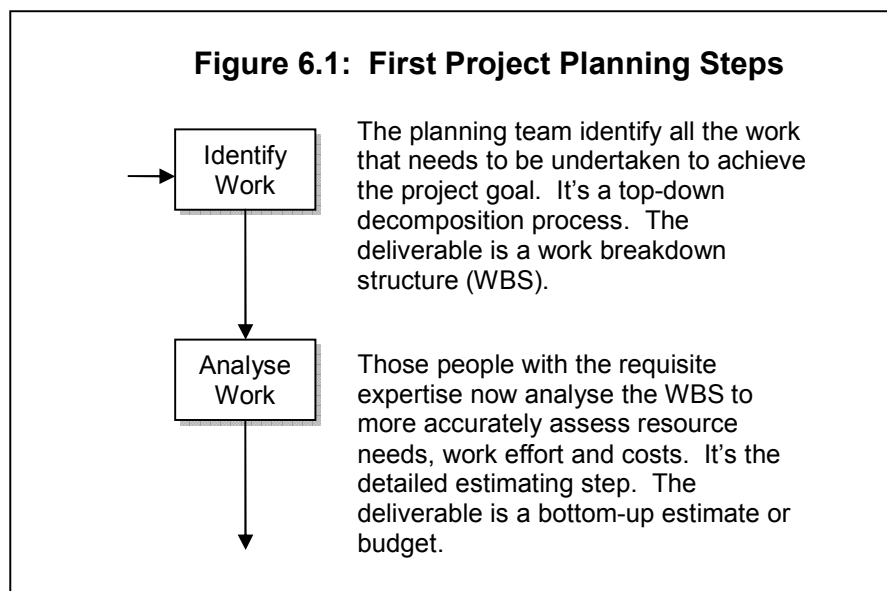 Figure 6.1:  First Project Planning Steps
Identify
Work
The planning team identify all the work
that needs to be undertaken to achieve
the project goal.  It's a top-down
decomposition process.  The
deliverable is a work breakdown
structure (WBS).
Analyse
Work
Those people with the requisite
expertise now analyse the WBS to
more accurately assess resource
needs, work effort and costs.  It's the
detailed estimating step.  The
deliverable is a bottom-up estimate or
budget.